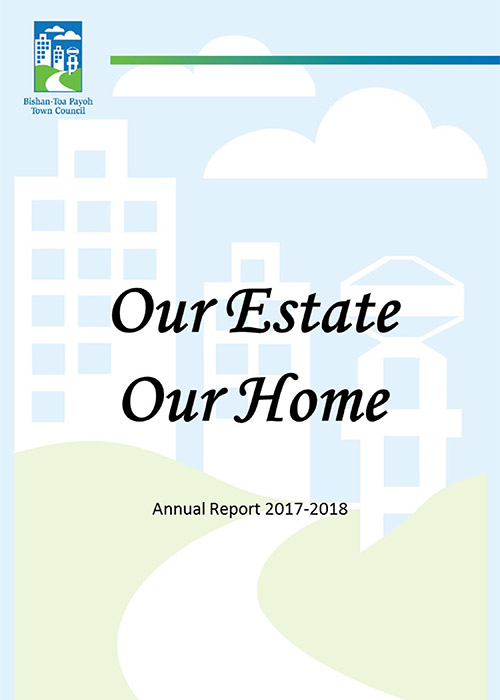 Bishan-Toa Payoh
Town Council
Our Estate
Our Home
Annual Report 2017-2018